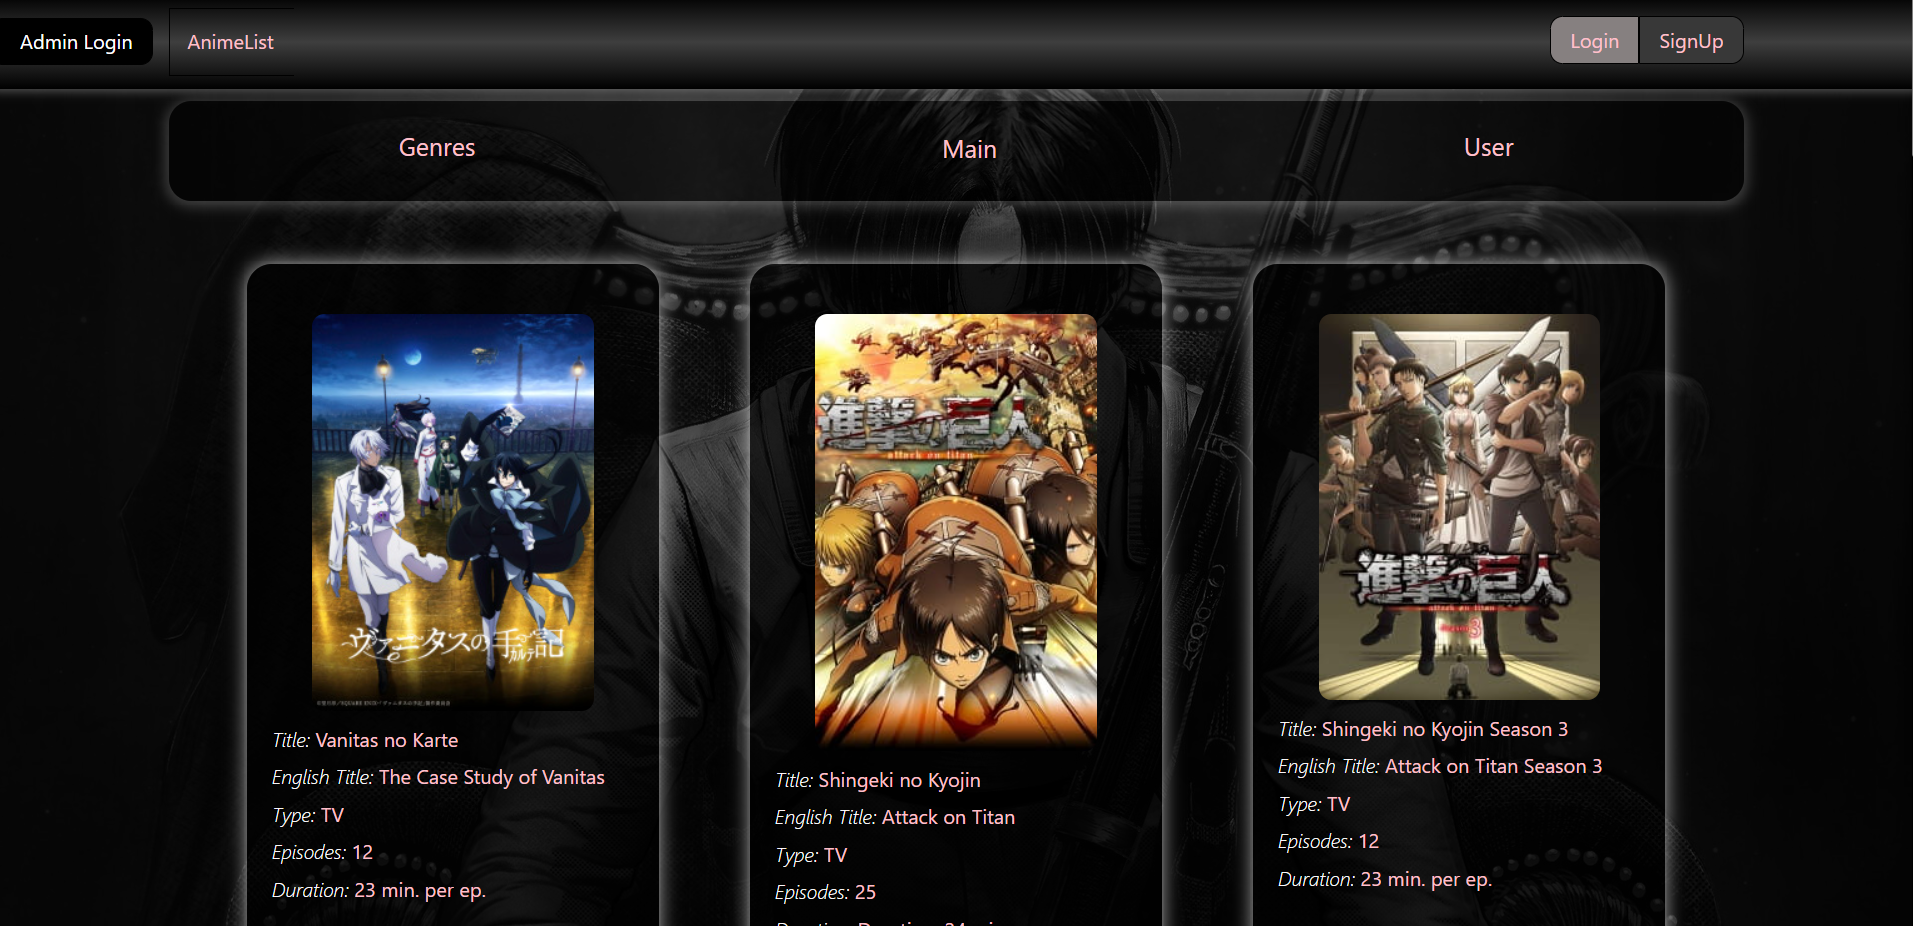 Admin Login
AnimeList
Login
SignUp
Genres
Main
User
ヴァニタスの手記
カルテ
Title: Vanitas no Karte
English Title: The Case Study of Vanitas
Type: TV
Episodes: 12
Duration: 23 min. per ep.
進撃の巨人
attack on titan
Title: Shingeki no Kyojin
English Title: Attack on Titan
Type: TV
Episodes: 25
進撃の巨人
attack on titan
Title: Shingeki no Kyojin Season 3
English Title: Attack on Titan Season 3
Type: TV
Episodes: 12
Duration: 23 min. per ep.